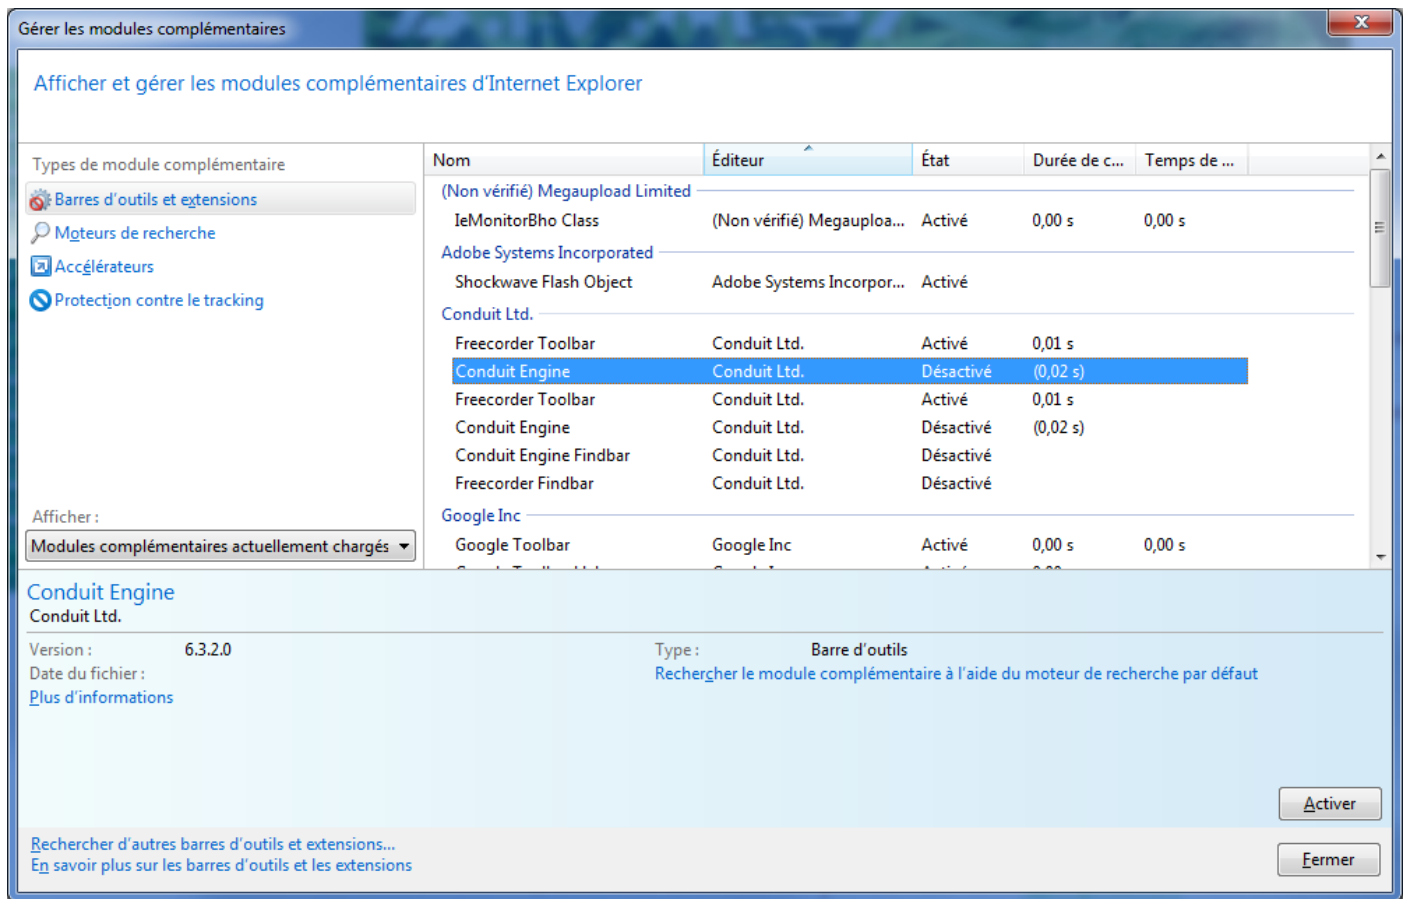 Gérer les modules complémentaires
Afficher et gérer les modules complémentaires d'Internet Explorer
Types de module complémentaire
Barres d'outils et extensions
Moteurs de recherche
Accélérateurs
Protection contre le tracking
Afficher :
Modules complémentaires actuellement chargés
Nom Éditeur État Durée de c... Temps de ...
(Non vérifié) Megaupload Limited
IeMonitorBho Class (Non vérifié) Megauploa... Activé 0,00 s 0,00 s
Adobe Systems Incorporated
Shockwave Flash Object Adobe Systems Incorpor... Activé
Conduit Ltd.
Freecorder Toolbar Conduit Ltd. Activé 0,01 s
Conduit Engine Conduit Ltd. Désactivé (0,02 s)
Freecorder Toolbar Conduit Ltd. Activé 0,01 s
Conduit Engine Conduit Ltd. Désactivé (0,02 s)
Conduit Engine Findbar Conduit Ltd. Désactivé
Freecorder Findbar Conduit Ltd. Désactivé
Google Inc
Google Toolbar Google Inc Activé 0,00 s 0,00 s
Conduit Engine
Conduit Ltd.
Version : 6.3.2.0 Type : Barre d'outils
Date du fichier : Rechercher le module complémentaire à l'aide du moteur de recherche par défaut
Plus d'informations
Activer
Rechercher d'autres barres d'outils et extensions...
En savoir plus sur les barres d'outils et les extensions
Fermer